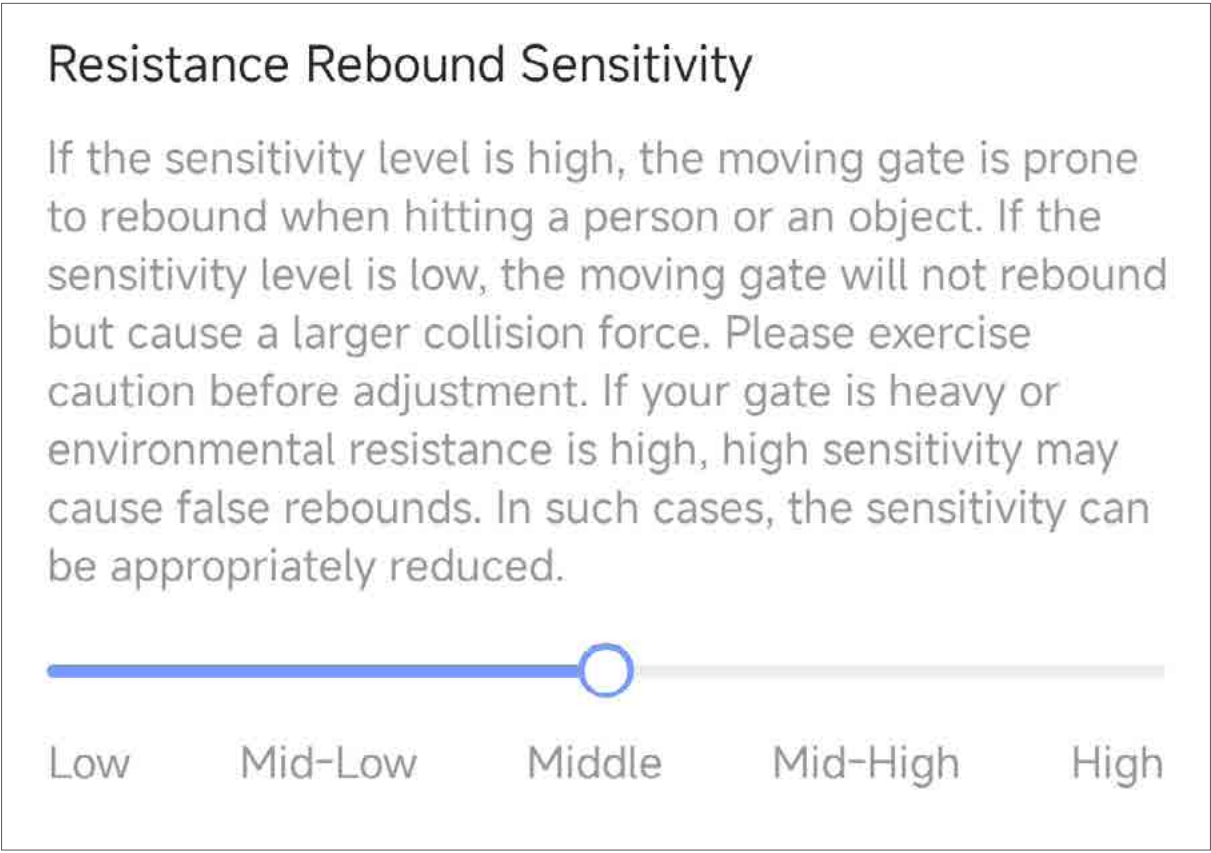 Resistance Rebound Sensitivity
If the sensitivity level is high, the moving gate is prone
to rebound when hitting a person or an object. If the
sensitivity level is low, the moving gate will not rebound
but cause a larger collision force. Please exercise
caution before adjustment. If your gate is heavy or
environmental resistance is high, high sensitivity may
cause false rebounds. In such cases, the sensitivity can
be appropriately reduced.
Low Mid-Low Middle Mid-High High